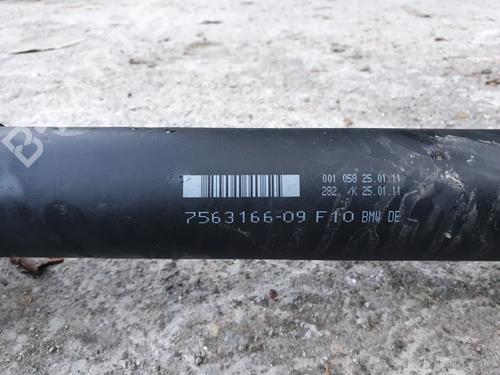 001 058 25.01.11
282 /K 25.01.11
7563166-09 F10 BMW DE